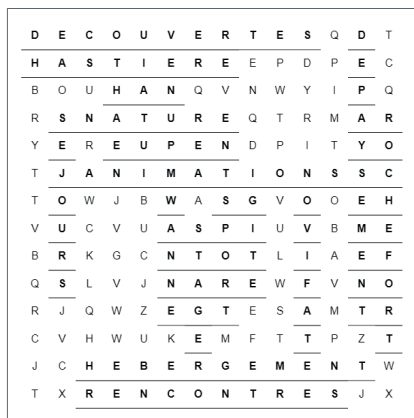 D E C O U V E R T E S Q D T
H A S T I E R E E P D P E C
B O U H A N Q V N W Y I P Q
R S N A T U R E Q T R M A R
Y E R E U P E N D P I T Y O
T J A N I M A T I O N S S C
T O W J B W A S G V O O E H
V U C V U A S P I U V B M E
B R K G C N T O T L I A E F
Q S L V J N A R E W F V N O
R J Q W Z E G T E S A M T R
C V H W U K E M F T T P Z T
J C H E B E R G E M E N T W
T X R E N C O N T R E S J X